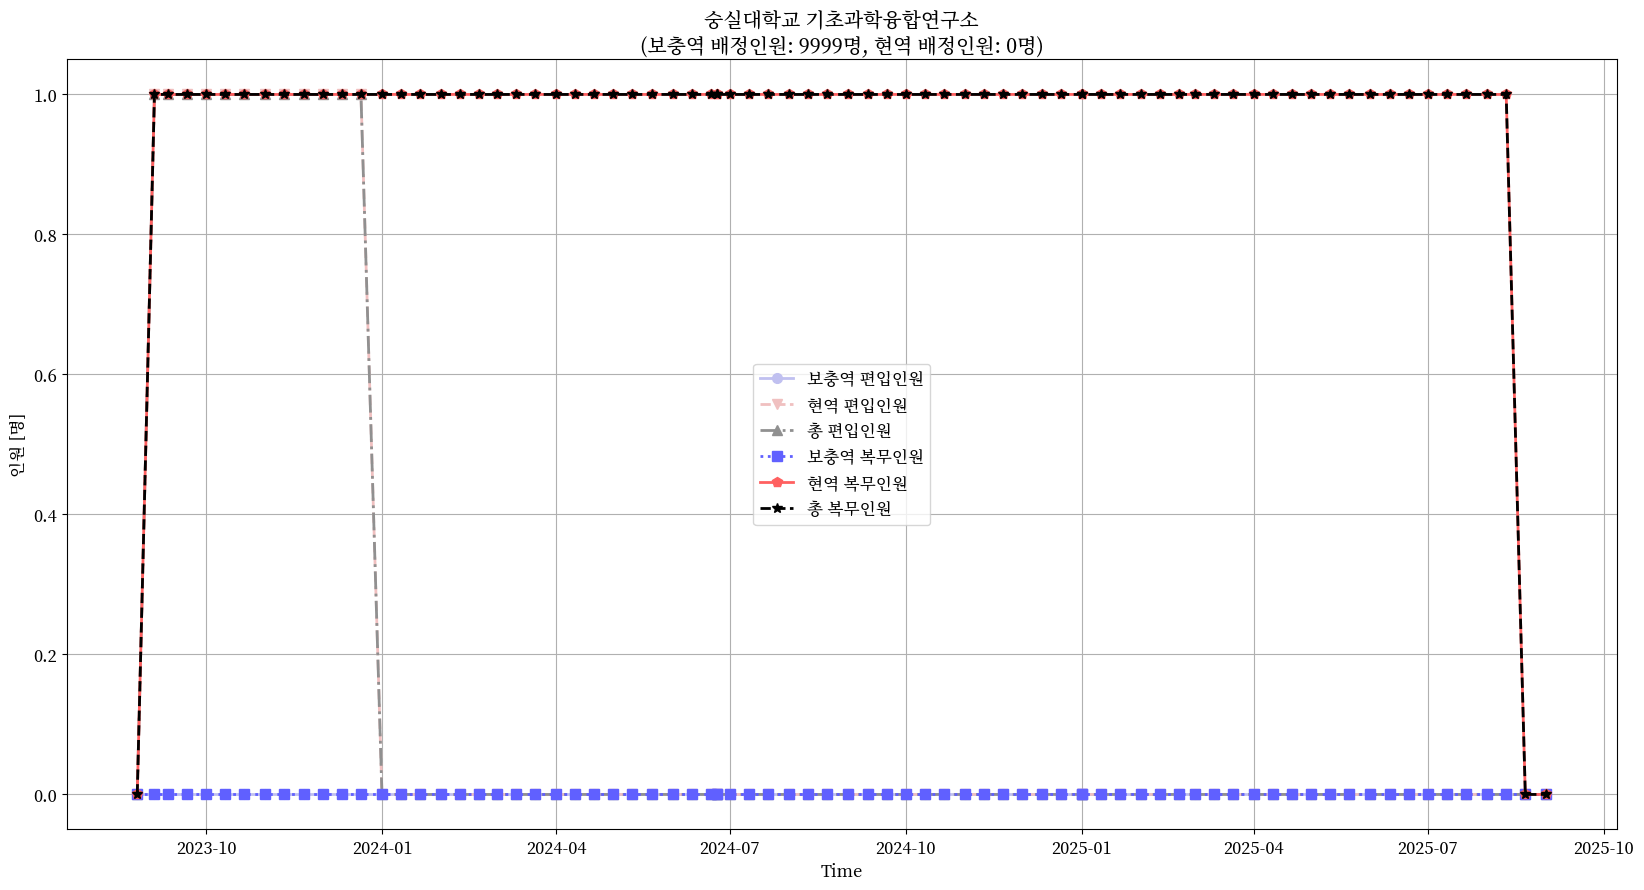 숭실대학교 기초과학융합연구소
(보충역 배정인원: 9999명, 현역 배정인원: 0명)
인원 [명]
1.0
0.8
0.6
0.4
0.2
0.0
보충역 편입인원
현역 편입인원
총 편입인원
보충역 복무인원
현역 복무인원
총 복무인원
2023-10
2024-01
2024-04
2024-07
2024-10
2025-01
2025-04
2025-07
2025-10
Time